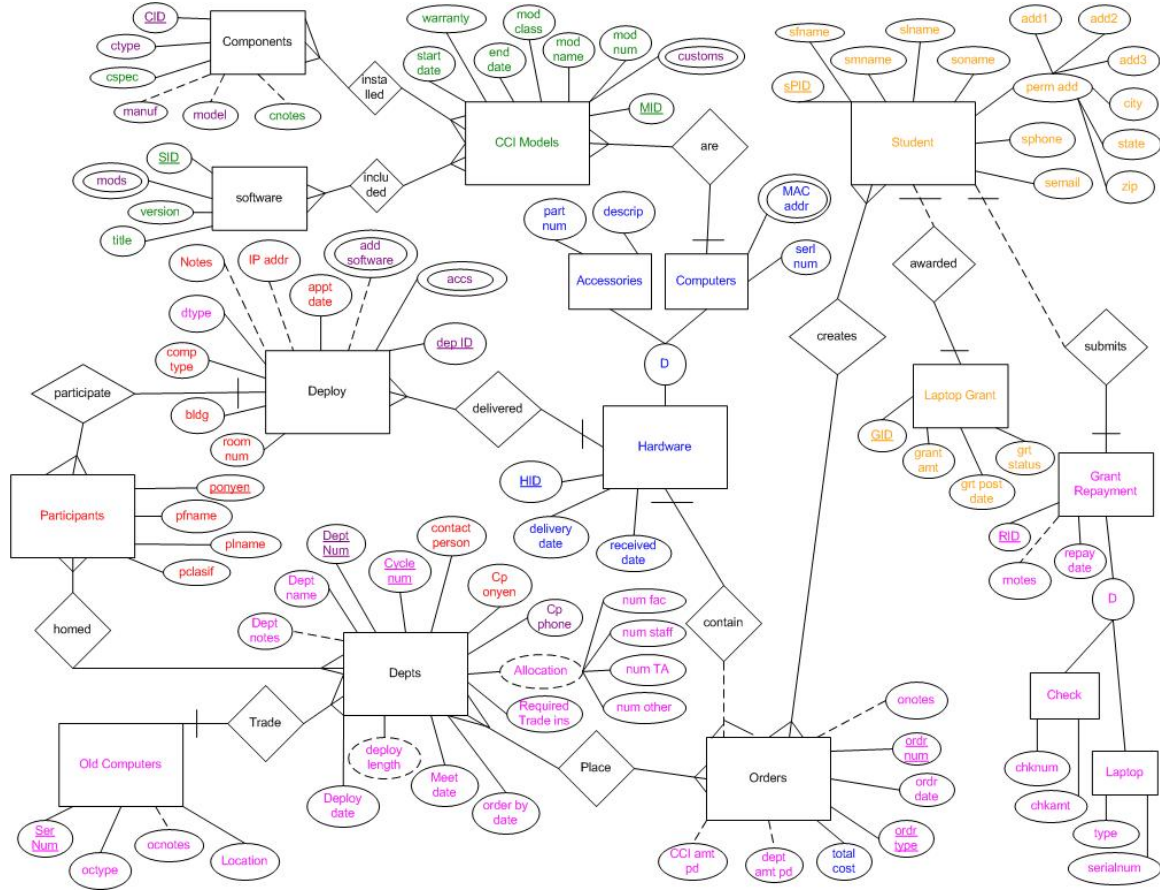 CID
Components
ctype
cspec
manuf
model
cnotes
insta
lled
warranty
mod
class
start
date
end
date
mod
name
mod
num
customs
MID
CCI Models
SID
mods
version
title
software
inclu
ded
are
sfname
slname
smname
soname
sPID
Student
add1
add2
add3
perm add
city
state
zip
sphone
semail
Notes
IP addr
add
software
appt
date
accs
dtype
dep ID
comp
type
Deploy
bldg
room
num
participate
delivered
part
num
descrip
MAC
addr
serl
num
Accessories
Computers
D
Hardware
HID
delivery
date
received
date
creates
awarded
submits
Laptop Grant
GID
grant
amt
grt post
date
grt
status
Grant
Repayment
RID
rnotes
repay
date
D
Check
chknum
chkamt
Laptop
type
serialnum
Participants
ponyen
pfname
plname
pclasif
homed
Dept
Num
Cycle
num
contact
person
Dept
name
Dept
notes
Cp
onyen
Cp
phone
Depts
Allocation
num fac
num staff
num TA
num other
Required
Trade ins
deploy
length
Deploy
date
Meet
date
order by
date
Trade
Old Computers
Ser
Num
octype
ocnotes
Location
Place
contain
Orders
onotes
ordr
num
ordr
date
ordr
type
CCI amt
pd
dept
amt pd
total
cost